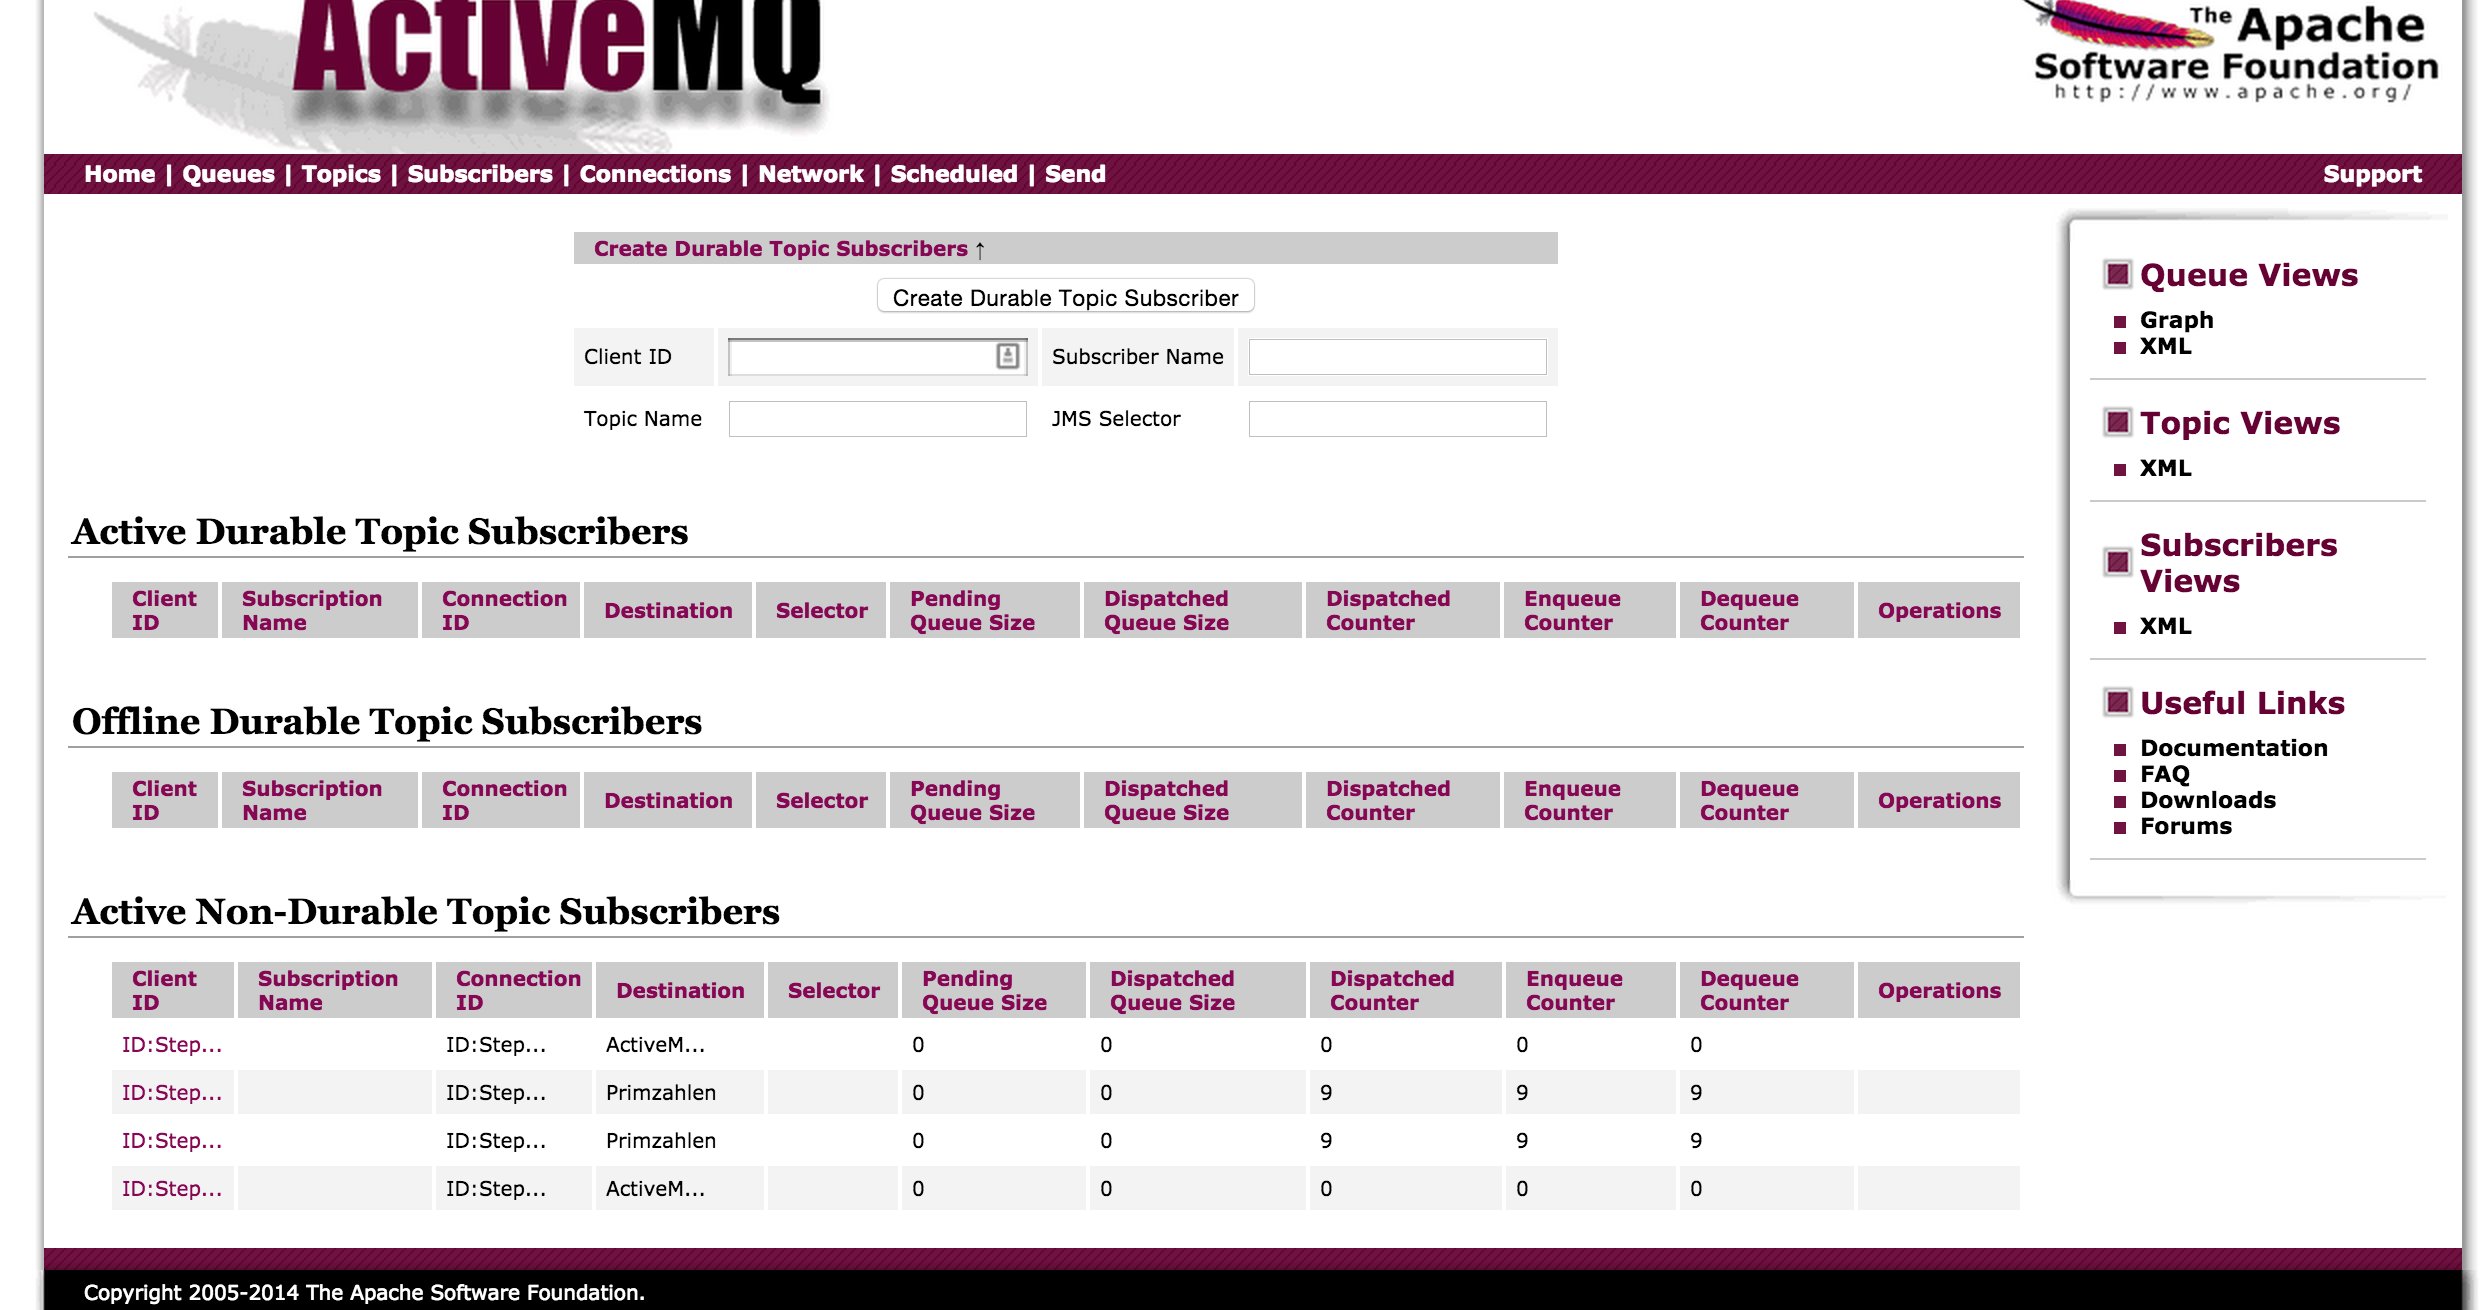 ActiveMQ
The Apache
Software Foundation
http://www.apache.org/
Home | Queues | Topics | Subscribers | Connections | Network | Scheduled | Send
Support
Create Durable Topic Subscribers ↑
Create Durable Topic Subscriber
Client ID Subscriber Name
Topic Name JMS Selector
Active Durable Topic Subscribers
Client ID Subscription Name Connection ID Destination Selector Pending Queue Size Dispatched Queue Size Dispatched Counter Enqueue Counter Dequeue Counter Operations
Offline Durable Topic Subscribers
Client ID Subscription Name Connection ID Destination Selector Pending Queue Size Dispatched Queue Size Dispatched Counter Enqueue Counter Dequeue Counter Operations
Active Non-Durable Topic Subscribers
Client ID Subscription Name Connection ID Destination Selector Pending Queue Size Dispatched Queue Size Dispatched Counter Enqueue Counter Dequeue Counter Operations
ID:Step... ID:Step... ActiveM... 0 0 0 0 0
ID:Step... ID:Step... Primzahlen 0 0 9 9 9
ID:Step... ID:Step... Primzahlen 0 0 9 9 9
ID:Step... ID:Step... ActiveM... 0 0 0 0 0
Queue Views
Graph
XML
Topic Views
XML
Subscribers
Views
XML
Useful Links
Documentation
FAQ
Downloads
Forums
Copyright 2005-2014 The Apache Software Foundation.